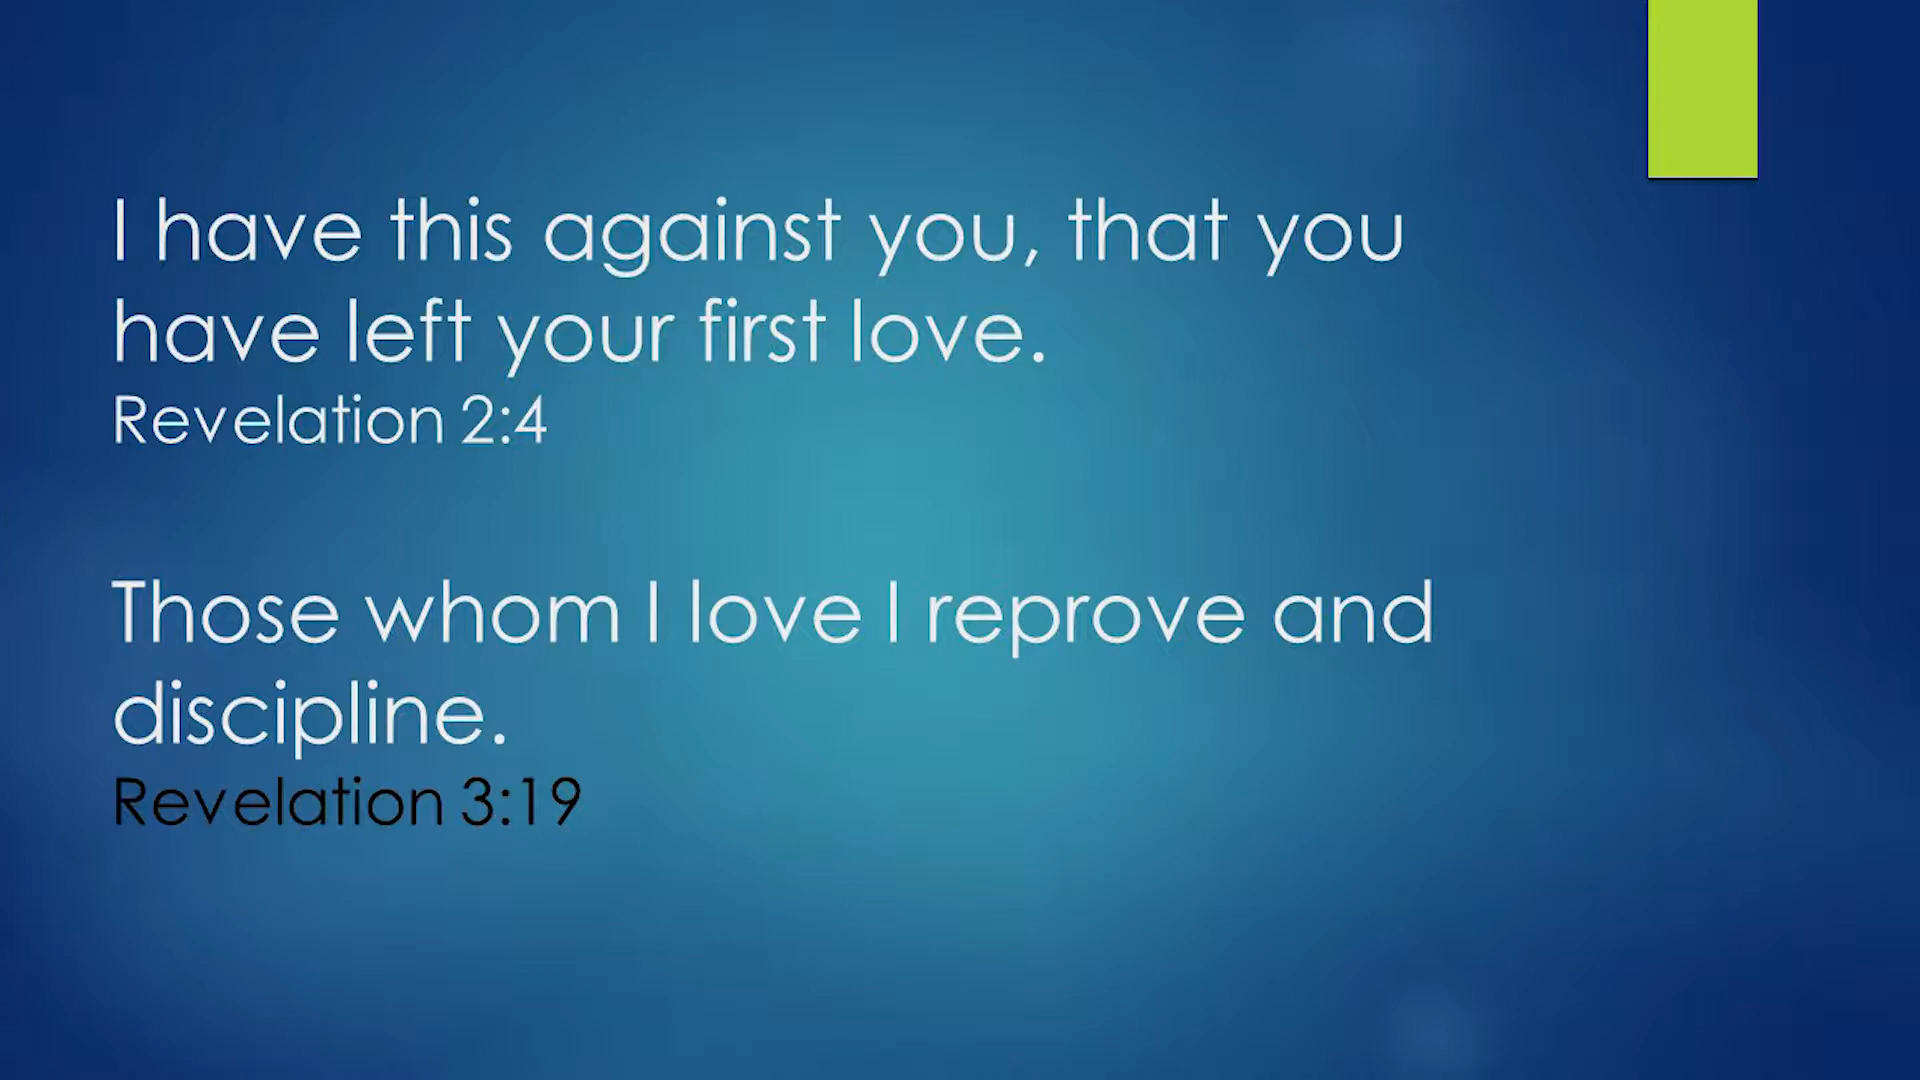 I have this against you, that you
have left your first love.
Revelation 2:4
Those whom I love I reprove and
discipline.
Revelation 3:19